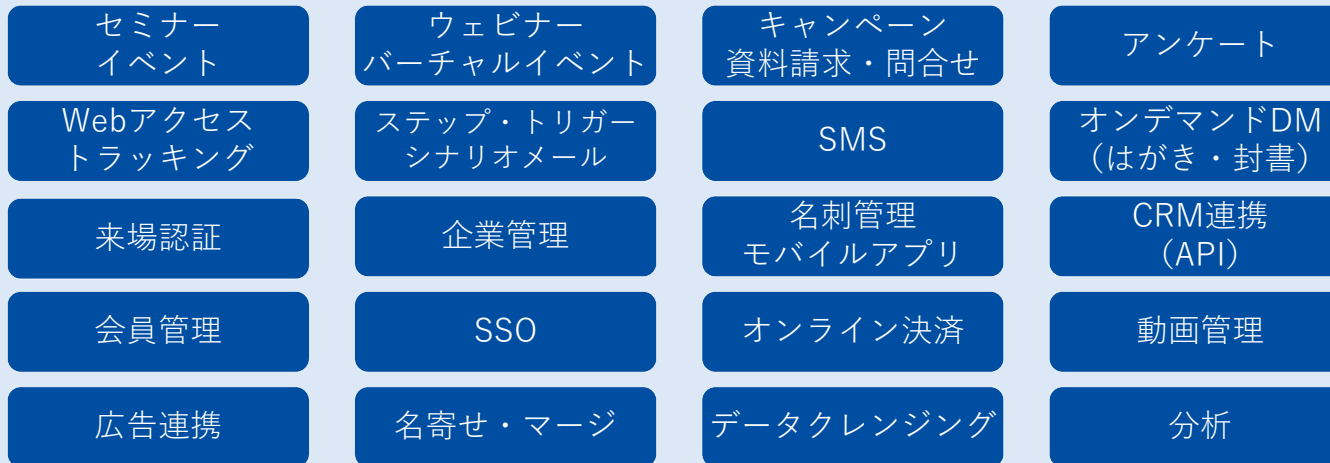 セミナー
イベント
ウェビナー
バーチャルイベント
キャンペーン
資料請求・問合せ
アンケート
Webアクセス
トラッキング
ステップ・トリガー
シナリオメール
SMS
オンデマンドDM
（はがき・封書）
来場認証
企業管理
名刺管理
モバイルアプリ
CRM連携
（API）
会員管理
SSO
オンライン決済
動画管理
広告連携
名寄せ・マージ
データクレンジング
分析